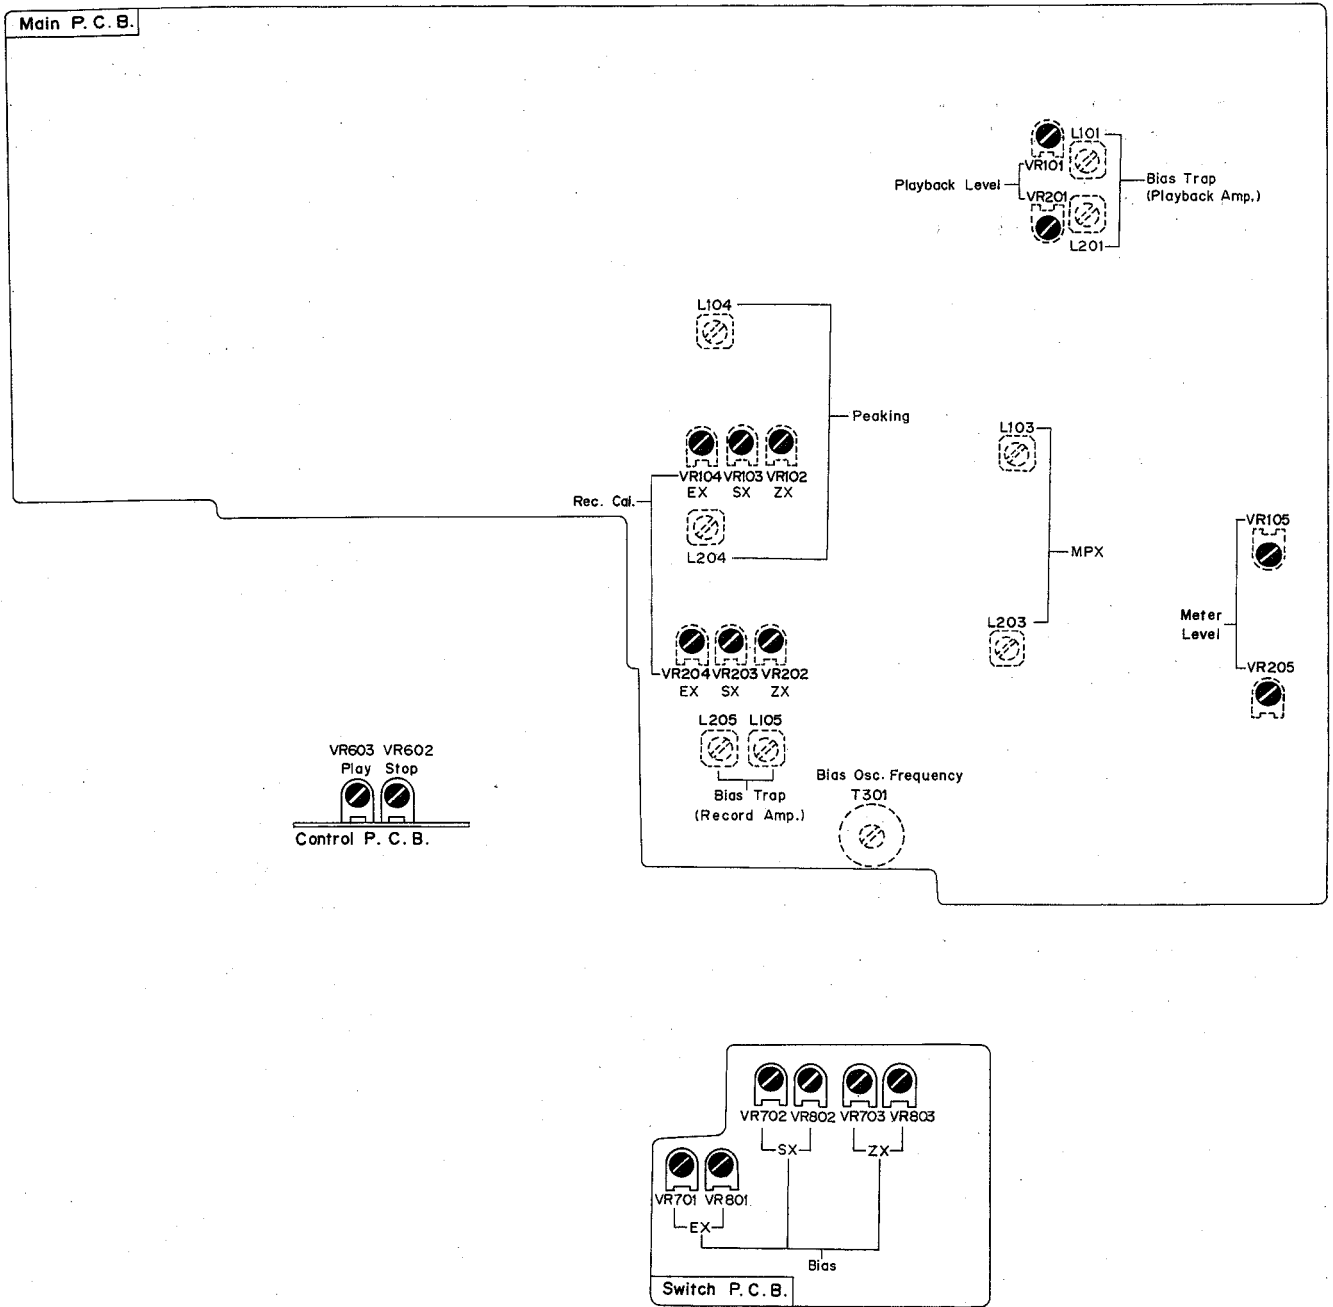 Main P. C. B.
L101
VR101
Playback Level
Bias Trap
(Playback Amp.)
VR201
L201
L104
Peaking
L103
VR104 VR103 VR102
EX SX ZX
Rec. Cal.
L204
MPX
VR105
Meter
Level
L203
VR205
VR204 VR203 VR202
EX SX ZX
L205 L105
Bias Trap
(Record Amp.)
Bias Osc. Frequency
T301
VR603 VR602
Play Stop
Control P. C. B.
VR702 VR802 VR703 VR803
SX ZX
VR701 VR801
EX
Bias
Switch P. C. B.